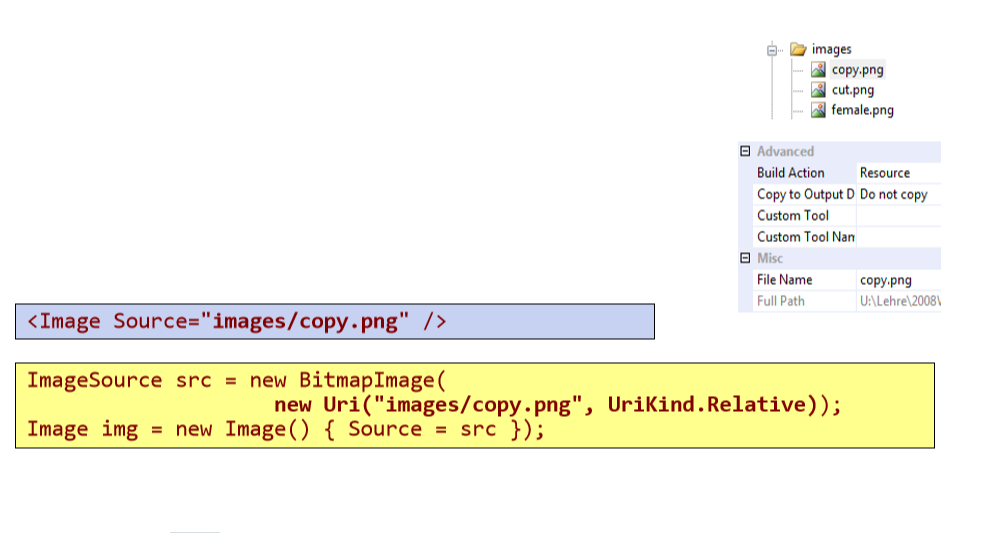 images
copy.png
cut.png
female.png
Advanced
Build Action Resource
Copy to Output D Do not copy
Custom Tool
Custom Tool Nan
Misc
File Name copy.png
Full Path U:\Lehre\2008\
<Image Source="images/copy.png" />
ImageSource src = new BitmapImage(
new Uri("images/copy.png", UriKind.Relative));
Image img = new Image() { Source = src });